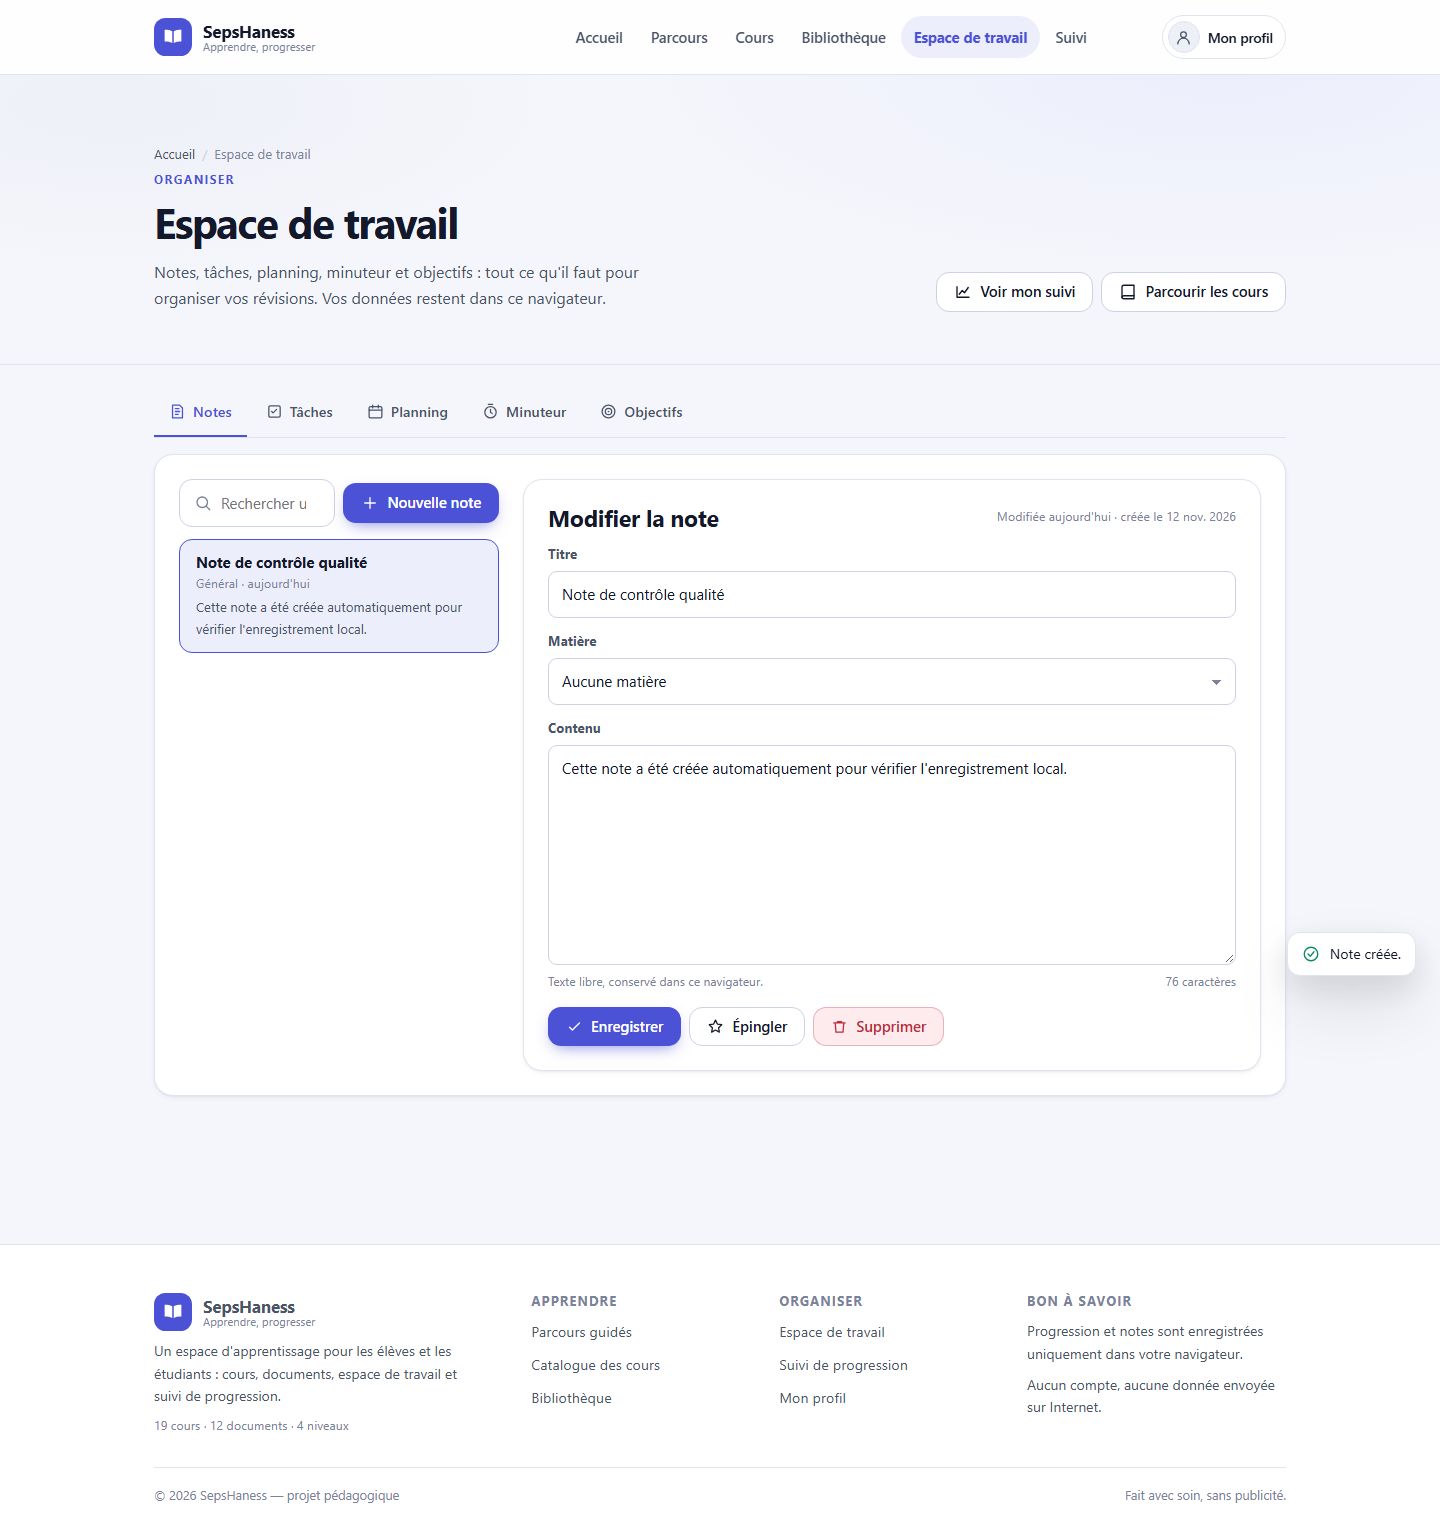 SepsHaness
Apprendre, progresser
Accueil
Parcours
Cours
Bibliothèque
Espace de travail
Suivi
Mon profil
Accueil / Espace de travail
ORGANISER
Espace de travail
Notes, tâches, planning, minuteur et objectifs : tout ce qu'il faut pour
organiser vos révisions. Vos données restent dans ce navigateur.
Voir mon suivi
Parcourir les cours
Notes
Tâches
Planning
Minuteur
Objectifs
Rechercher u
Nouvelle note
Note de contrôle qualité
Général · aujourd'hui
Cette note a été créée automatiquement pour
vérifier l'enregistrement local.
Modifier la note
Modifiée aujourd'hui · créée le 12 nov. 2026
Titre
Note de contrôle qualité
Matière
Aucune matière
Contenu
Cette note a été créée automatiquement pour vérifier l'enregistrement local.
Texte libre, conservé dans ce navigateur.
76 caractères
Enregistrer
Épingler
Supprimer
Note créée.
SepsHaness
Apprendre, progresser
Un espace d'apprentissage pour les élèves et les
étudiants : cours, documents, espace de travail et
suivi de progression.
19 cours · 12 documents · 4 niveaux
APPRENDRE
Parcours guidés
Catalogue des cours
Bibliothèque
ORGANISER
Espace de travail
Suivi de progression
Mon profil
BON À SAVOIR
Progression et notes sont enregistrées
uniquement dans votre navigateur.
Aucun compte, aucune donnée envoyée
sur Internet.
© 2026 SepsHaness — projet pédagogique
Fait avec soin, sans publicité.